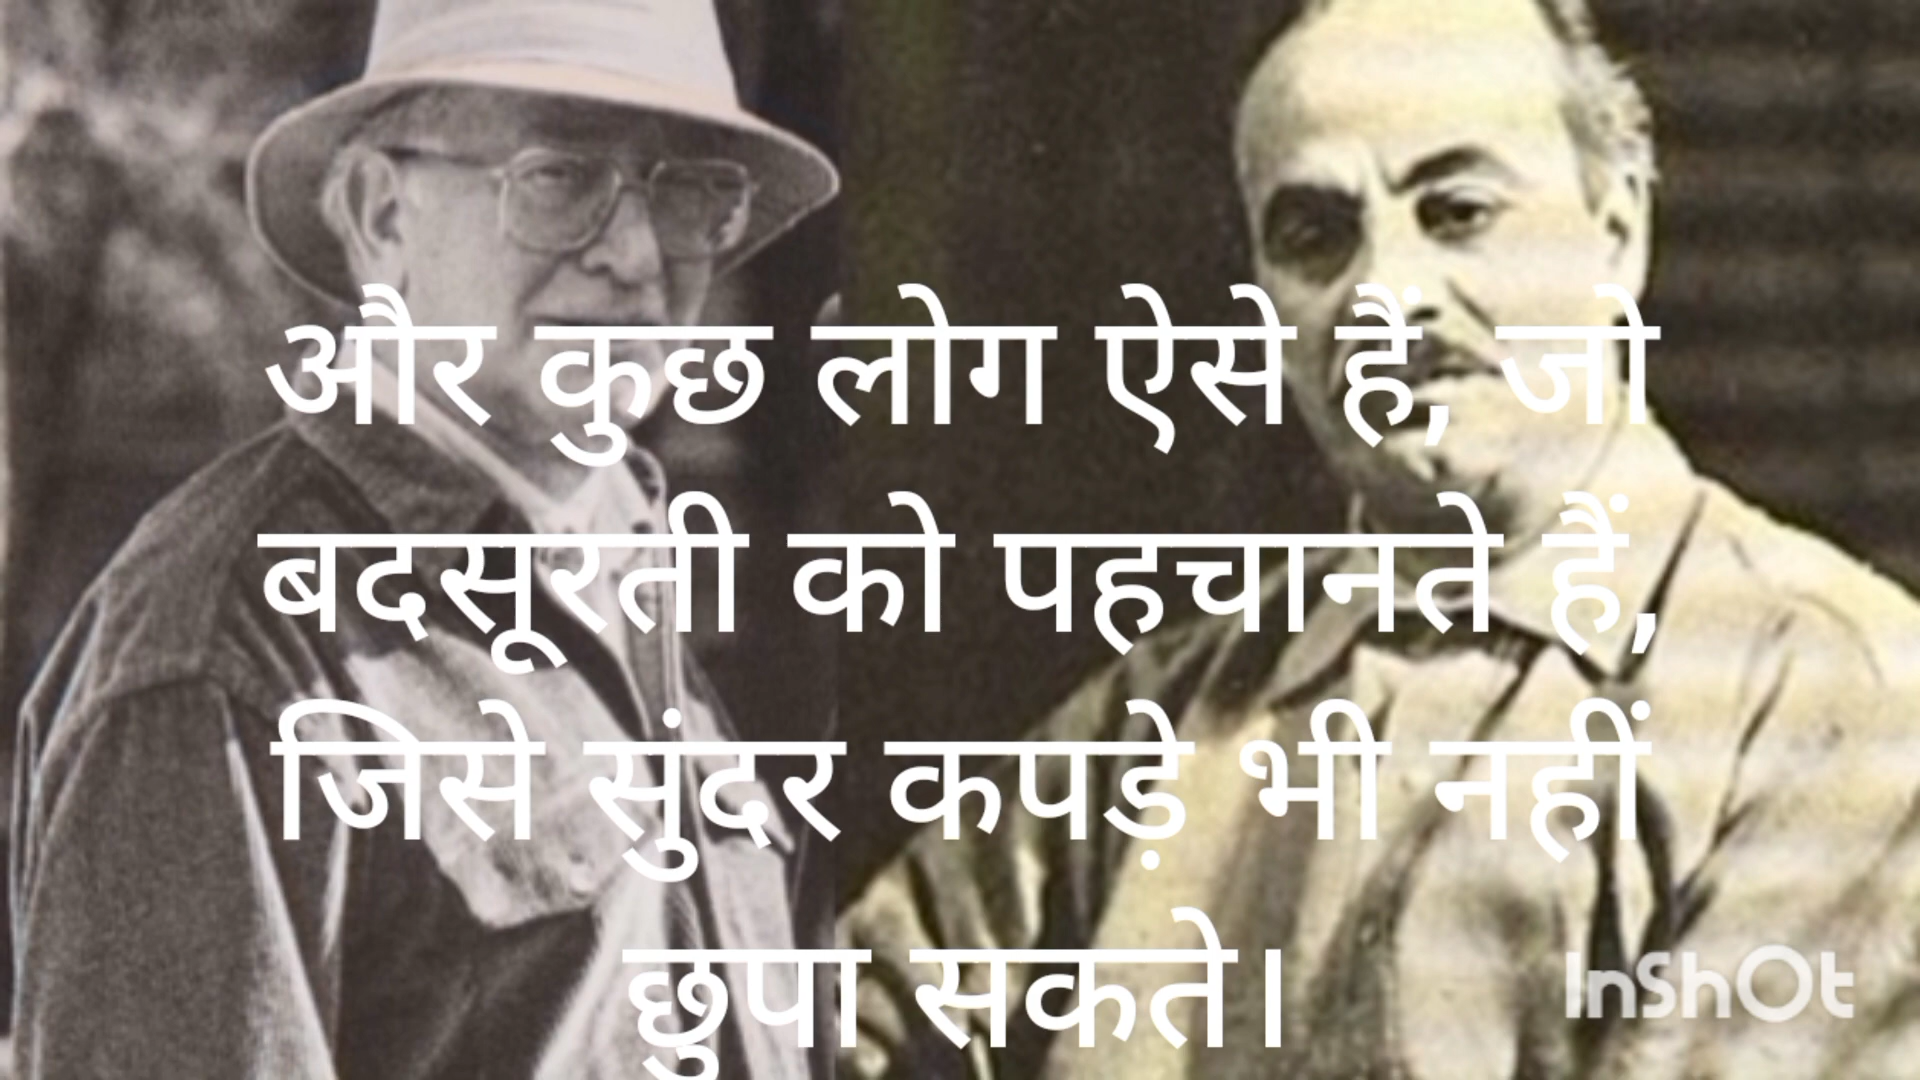 और कुछ लोग ऐसे हैं, जो
बदसूरती को पहचानते हैं,
जिसे सुंदर कपड़े भी नहीं
छुपा सकते।
InShOt